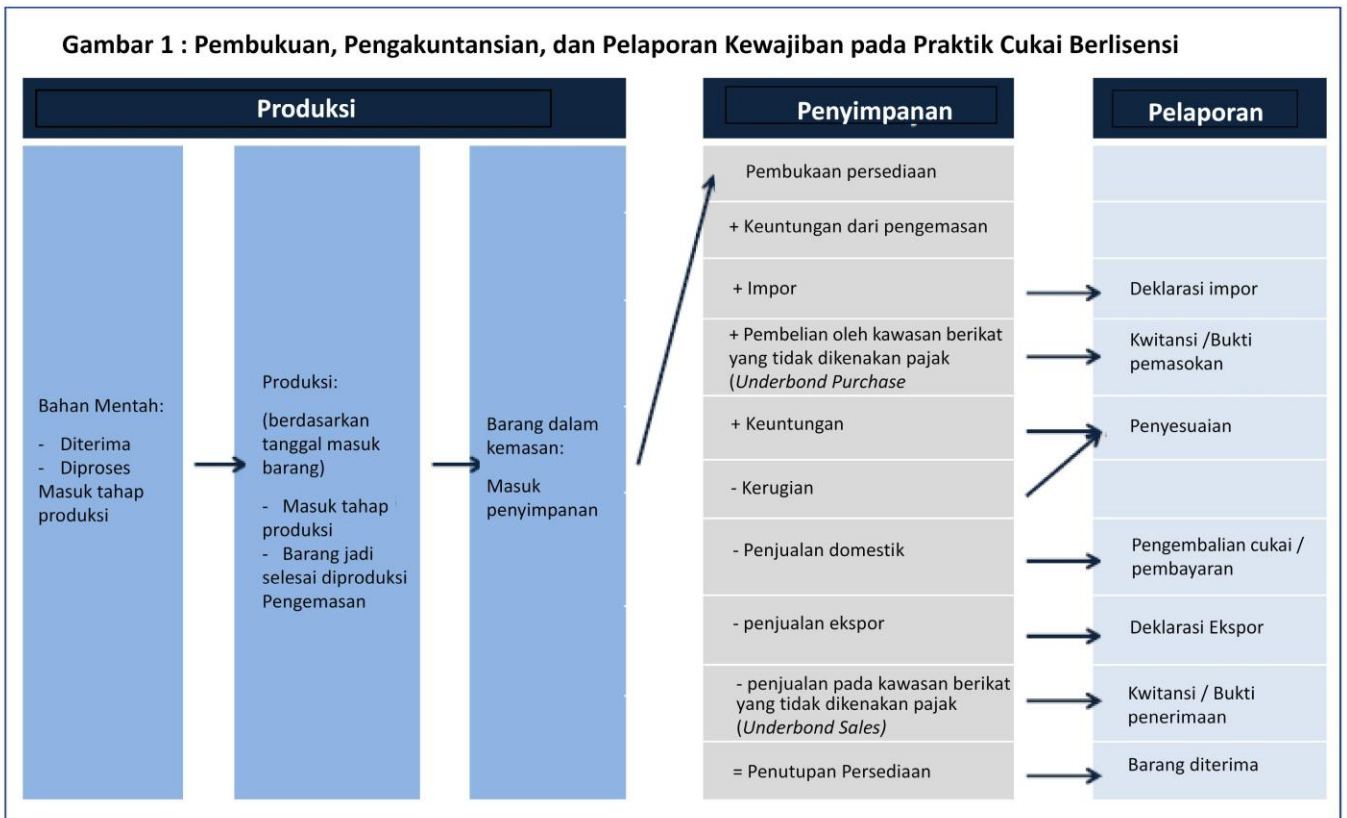 Gambar 1 : Pembukuan, Pengakuntansian, dan Pelaporan Kewajiban pada Praktik Cukai Berlisensi
Produksi
Bahan Mentah:
- Diterima
- Diproses
Masuk tahap
produksi
Produksi:
(berdasarkan
tanggal masuk
barang)
- Masuk tahap
produksi
- Barang jadi
selesai diproduksi
Pengemasan
Barang dalam
kemasan:
Masuk
penyimpanan
Penyimpanan
Pembukaan persediaan
+ Keuntungan dari pengemasan
+ Impor
+ Pembelian oleh kawasan berikat
yang tidak dikenakan pajak
(Underbond Purchase
+ Keuntungan
- Kerugian
- Penjualan domestik
- penjualan ekspor
- penjualan pada kawasan berikat
yang tidak dikenakan pajak
(Underbond Sales)
= Penutupan Persediaan
Pelaporan
Deklarasi impor
Kwitansi /Bukti
pemasokan
Penyesuaian
Pengembalian cukai /
pembayaran
Deklarasi Ekspor
Kwitansi / Bukti
penerimaan
Barang diterima